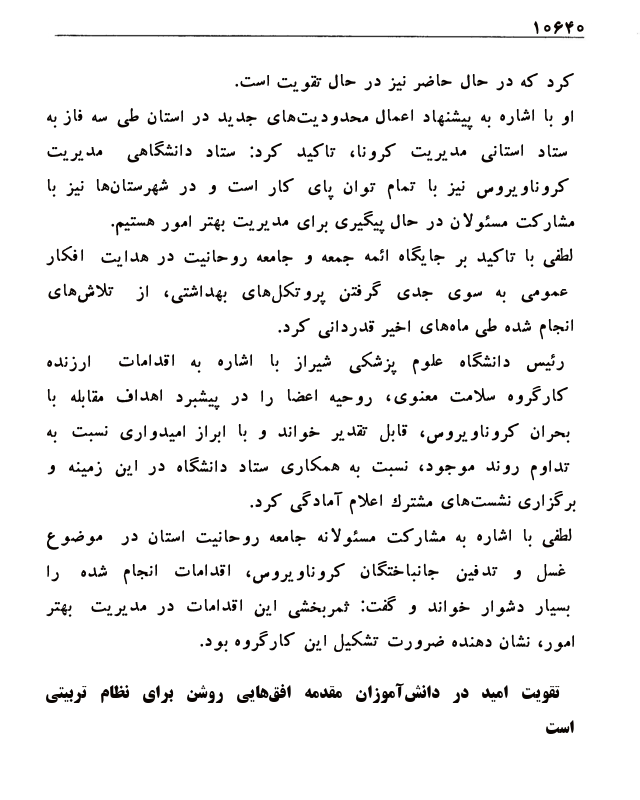 ۱۰۶۴۰
کرد که در حال حاضر نیز در حال تقویت است.
او با اشاره به پیشنهاد اعمال محدودیت‌های جدید در استان طی سه فاز به
ستاد استانی مدیریت کرونا، تاکید کرد: ستاد دانشگاهی مدیریت
کروناویروس نیز با تمام توان پای کار است و در شهرستان‌ها نیز با
مشارکت مسئولان در حال پیگیری برای مدیریت بهتر امور هستیم.
لطفی با تاکید بر جایگاه ائمه جمعه و جامعه روحانیت در هدایت افکار
عمومی به سوی جدی گرفتن پروتکل‌های بهداشتی، از تلاش‌های
انجام شده طی ماه‌های اخیر قدردانی کرد.
رئیس دانشگاه علوم پزشکی شیراز با اشاره به اقدامات ارزنده
کارگروه سلامت معنوی، روحیه اعضا را در پیشبرد اهداف مقابله با
بحران کروناویروس، قابل تقدیر خواند و با ابراز امیدواری نسبت به
تداوم روند موجود، نسبت به همکاری ستاد دانشگاه در این زمینه و
برگزاری نشست‌های مشترك اعلام آمادگی کرد.
لطفی با اشاره به مشارکت مسئولانه جامعه روحانیت استان در موضوع
غسل و تدفین جانباختگان کروناویروس، اقدامات انجام شده را
بسیار دشوار خواند و گفت: ثمربخشی این اقدامات در مدیریت بهتر
امور، نشان دهنده ضرورت تشکیل این کارگروه بود.
تقویت امید در دانش‌آموزان مقدمه افق‌هایی روشن برای نظام تربیتی
است